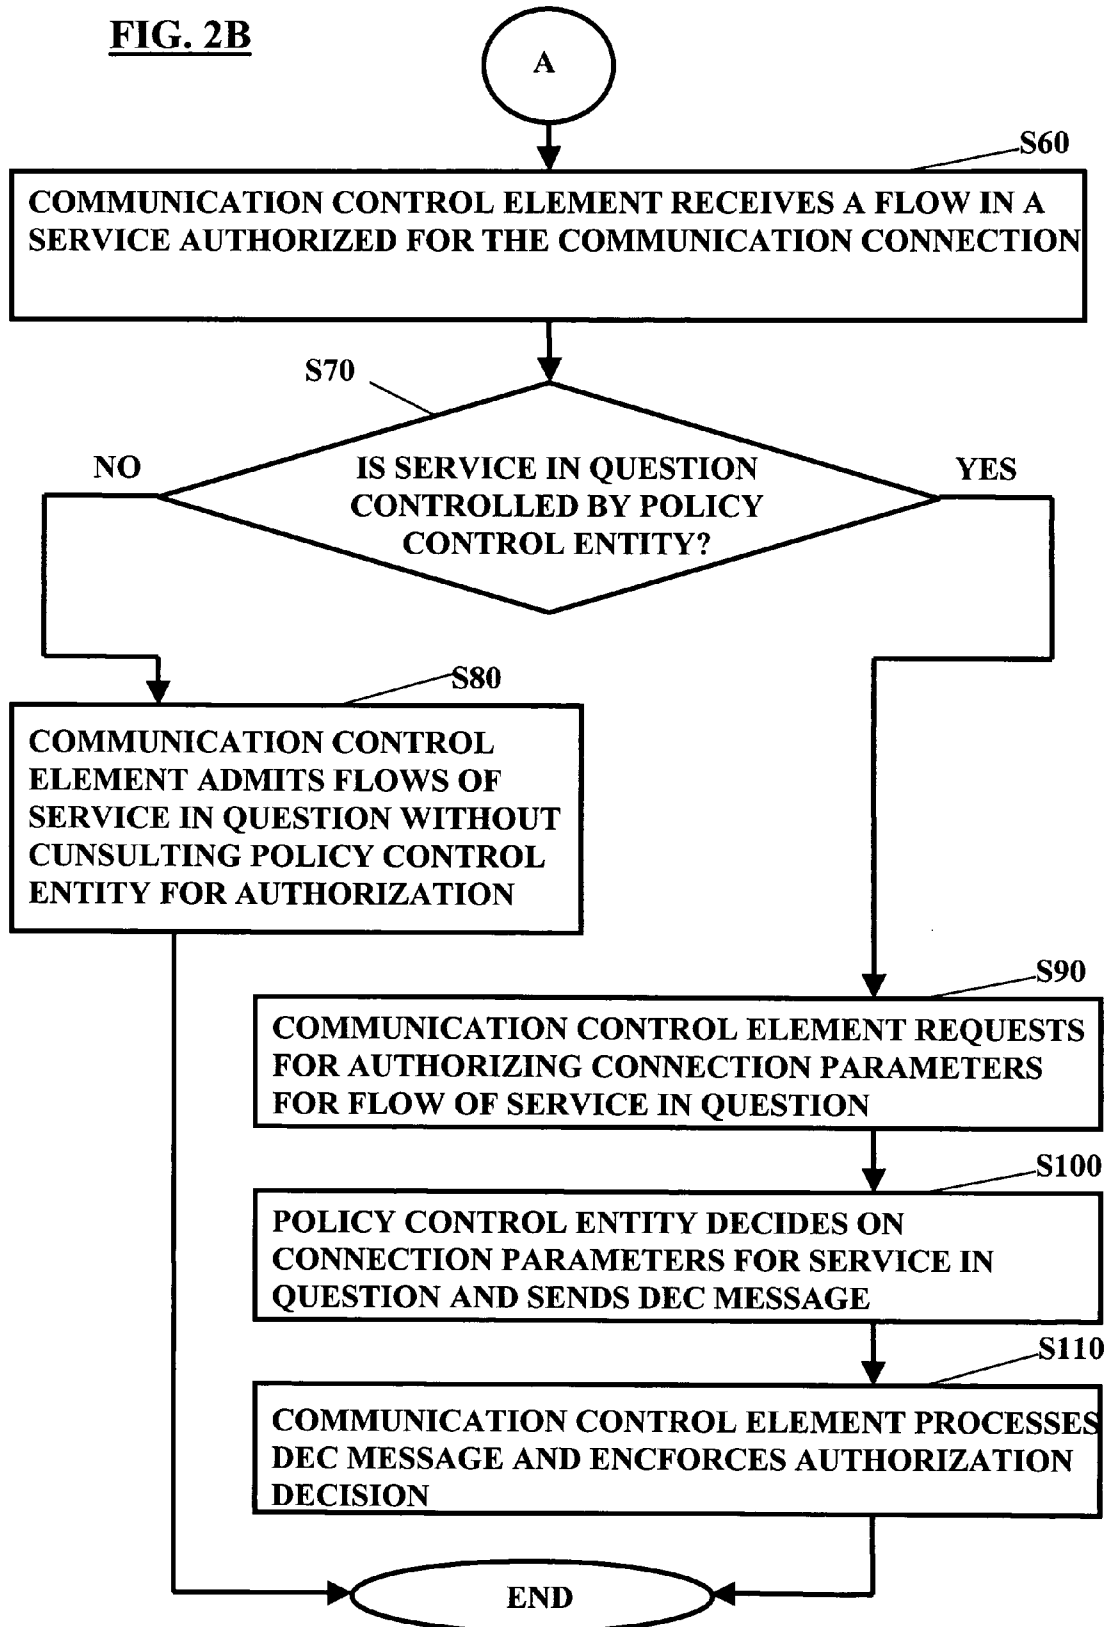 FIG. 2B
A
S60
COMMUNICATION CONTROL ELEMENT RECEIVES A FLOW IN A
SERVICE AUTHORIZED FOR THE COMMUNICATION CONNECTION
S70
NO
IS SERVICE IN QUESTION
CONTROLLED BY POLICY
CONTROL ENTITY?
YES
S80
COMMUNICATION CONTROL
ELEMENT ADMITS FLOWS OF
SERVICE IN QUESTION WITHOUT
CUNSULTING POLICY CONTROL
ENTITY FOR AUTHORIZATION
S90
COMMUNICATION CONTROL ELEMENT REQUESTS
FOR AUTHORIZING CONNECTION PARAMETERS
FOR FLOW OF SERVICE IN QUESTION
S100
POLICY CONTROL ENTITY DECIDES ON
CONNECTION PARAMETERS FOR SERVICE IN
QUESTION AND SENDS DEC MESSAGE
S110
COMMUNICATION CONTROL ELEMENT PROCESSES
DEC MESSAGE AND ENCFORCES AUTHORIZATION
DECISION
END